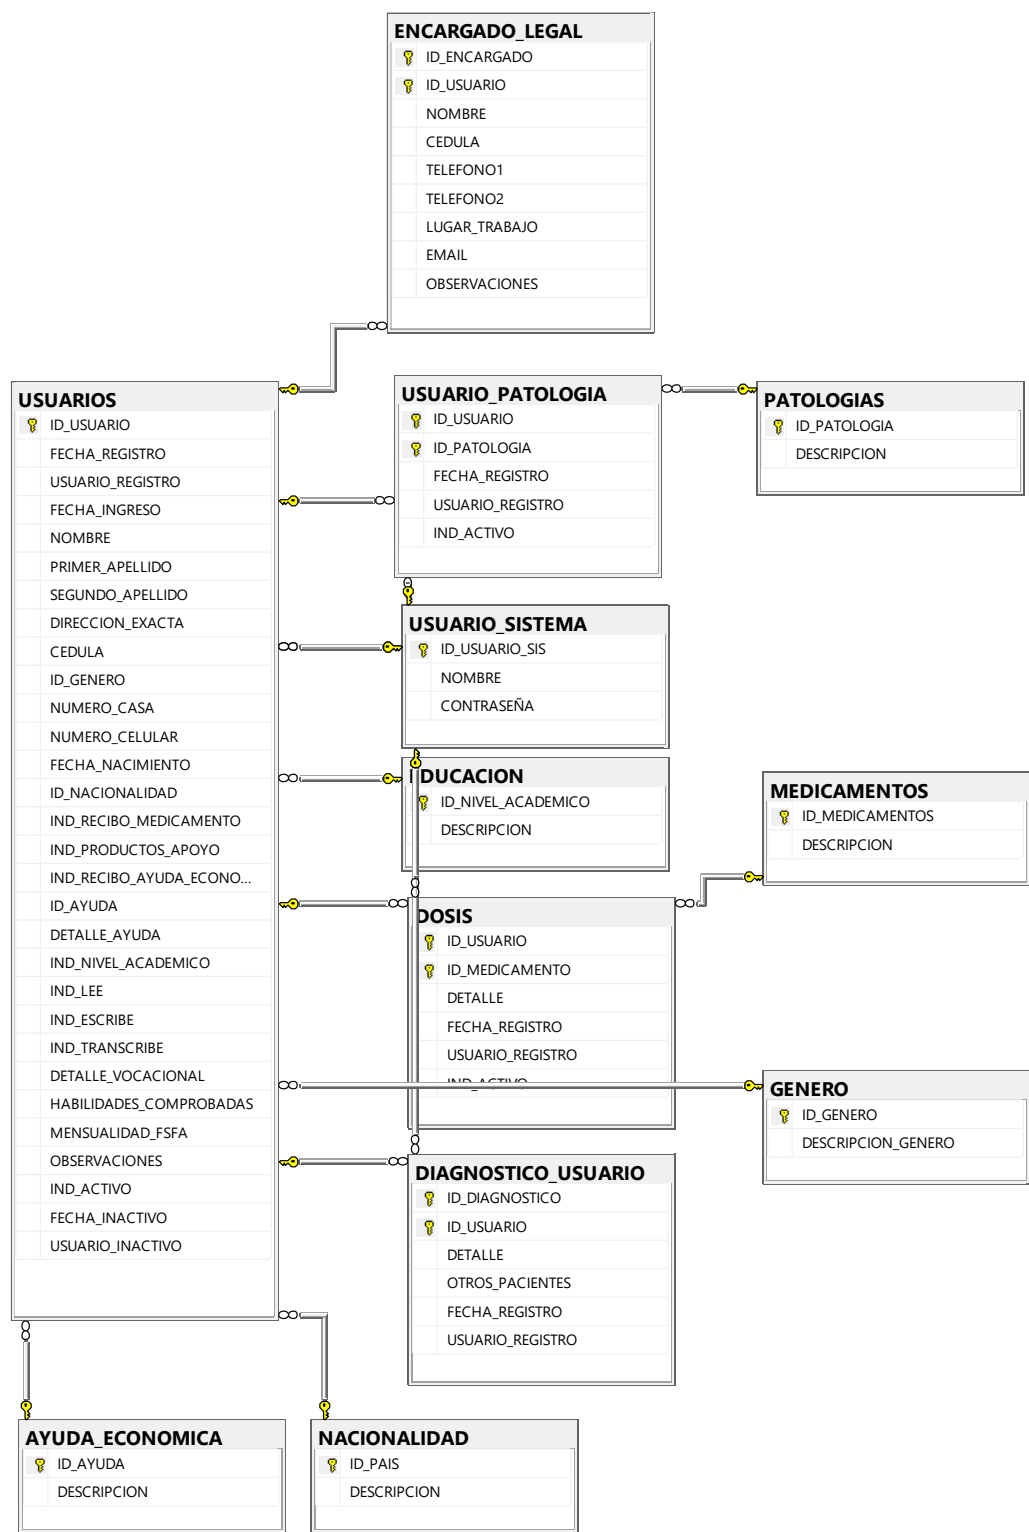 ENCARGADO_LEGAL
ID_ENCARGADO
ID_USUARIO
NOMBRE
CEDULA
TELEFONO1
TELEFONO2
LUGAR_TRABAJO
EMAIL
OBSERVACIONES
USUARIOS
ID_USUARIO
FECHA_REGISTRO
USUARIO_REGISTRO
FECHA_INGRESO
NOMBRE
PRIMER_APELLIDO
SEGUNDO_APELLIDO
DIRECCION_EXACTA
CEDULA
ID_GENERO
NUMERO_CASA
NUMERO_CELULAR
FECHA_NACIMIENTO
ID_NACIONALIDAD
IND_RECIBO_MEDICAMENTO
IND_PRODUCTOS_APOYO
IND_RECIBO_AYUDA_ECONO...
ID_AYUDA
DETALLE_AYUDA
IND_NIVEL_ACADEMICO
IND_LEE
IND_ESCRIBE
IND_TRANSCRIBE
DETALLE_VOCACIONAL
HABILIDADES_COMPROBADAS
MENSUALIDAD_FSFA
OBSERVACIONES
IND_ACTIVO
FECHA_INACTIVO
USUARIO_INACTIVO
USUARIO_PATOLOGIA
ID_USUARIO
ID_PATOLOGIA
FECHA_REGISTRO
USUARIO_REGISTRO
IND_ACTIVO
PATOLOGIAS
ID_PATOLOGIA
DESCRIPCION
USUARIO_SISTEMA
ID_USUARIO_SIS
NOMBRE
CONTRASEÑA
EDUCACION
ID_NIVEL_ACADEMICO
DESCRIPCION
MEDICAMENTOS
ID_MEDICAMENTOS
DESCRIPCION
DOSIS
ID_USUARIO
ID_MEDICAMENTO
DETALLE
FECHA_REGISTRO
USUARIO_REGISTRO
IND_ACTIVO
GENERO
ID_GENERO
DESCRIPCION_GENERO
DIAGNOSTICO_USUARIO
ID_DIAGNOSTICO
ID_USUARIO
DETALLE
OTROS_PACIENTES
FECHA_REGISTRO
USUARIO_REGISTRO
AYUDA_ECONOMICA
ID_AYUDA
DESCRIPCION
NACIONALIDAD
ID_PAIS
DESCRIPCION